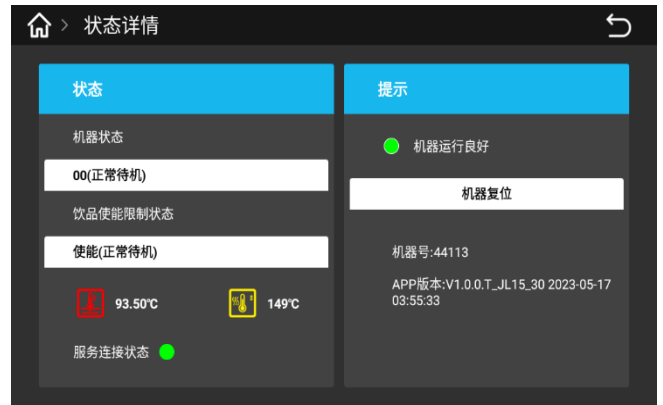 状态详情
状态
机器状态
00(正常待机)
饮品使能限制状态
使能(正常待机)
93.50℃
149℃
服务连接状态
提示
机器运行良好
机器复位
机器号:44113
APP版本:V1.0.0.T_JL15_30 2023-05-17
03:55:33